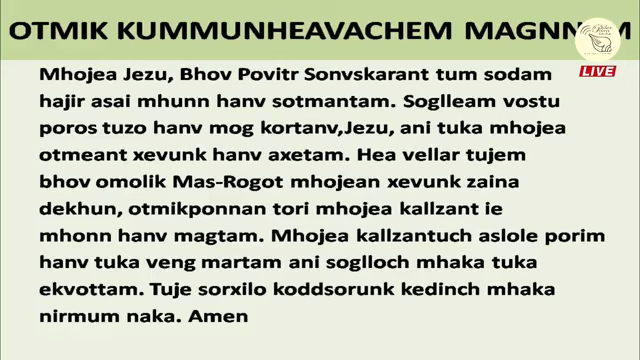 OTMIK KUMMUNHEAVACHEM MAGNNEM
LIVE
Mhojea Jezu, Bhov Povitr Sonvskarant tum sodam
hajir asai mhunn hanv sotmantam. Soglleam vostu
poros tuzo hanv mog kortanv,Jezu, ani tuka mhojea
otmeant xevunk hanv axetam. Hea vellar tujem
bhov omolik Mas-Rogot mhojean xevunk zaina
dekhun, otmikponnan tori mhojea kallzant ie
mhonn hanv magtam. Mhojea kallzantuch aslole porim
hanv tuka veng martam ani soglloch mhaka tuka
ekvottam. Tuje sorxilo koddsorunk kedinch mhaka
nirmum naka. Amen